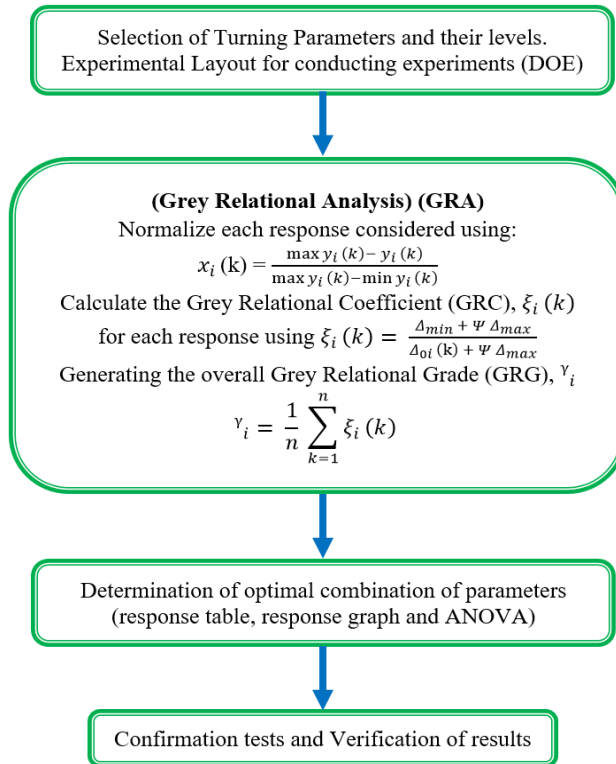 Selection of Turning Parameters and their levels.
Experimental Layout for conducting experiments (DOE)
(Grey Relational Analysis) (GRA)
Normalize each response considered using:
xᵢ (k) = (max yᵢ (k) − yᵢ (k)) / (max yᵢ (k) − min yᵢ (k))
Calculate the Grey Relational Coefficient (GRC), ξᵢ (k)
for each response using ξᵢ (k) = (Δmin + Ψ Δmax) / (Δ₀ᵢ (k) + Ψ Δmax)
Generating the overall Grey Relational Grade (GRG), γᵢ
γᵢ = 1/n ∑ₖ₌₁ⁿ ξᵢ (k)
Determination of optimal combination of parameters
(response table, response graph and ANOVA)
Confirmation tests and Verification of results